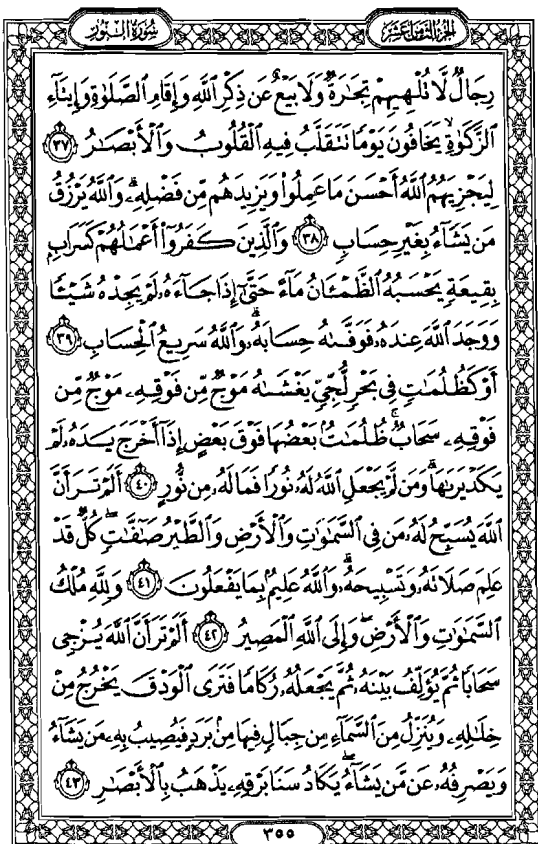 سُورَةُ النُّورِ
الجُزْءُ الثَّامِنُ عَشَرَ
رِجَالٌ لَّا تُلْهِيهِمْ تِجَٰرَةٌ وَلَا بَيْعٌ عَن ذِكْرِ ٱللَّهِ وَإِقَامِ ٱلصَّلَوٰةِ وَإِيتَآءِ
ٱلزَّكَوٰةِ يَخَافُونَ يَوْمًا تَتَقَلَّبُ فِيهِ ٱلْقُلُوبُ وَٱلْأَبْصَٰرُ ٣٧
لِيَجْزِيَهُمُ ٱللَّهُ أَحْسَنَ مَا عَمِلُوا۟ وَيَزِيدَهُم مِّن فَضْلِهِۦ وَٱللَّهُ يَرْزُقُ
مَن يَشَآءُ بِغَيْرِ حِسَابٍ ٣٨ وَٱلَّذِينَ كَفَرُوٓا۟ أَعْمَٰلُهُمْ كَسَرَابٍۭ
بِقِيعَةٍ يَحْسَبُهُ ٱلظَّمْـَٔانُ مَآءً حَتَّىٰٓ إِذَا جَآءَهُۥ لَمْ يَجِدْهُ شَيْـًٔا
وَوَجَدَ ٱللَّهَ عِندَهُۥ فَوَفَّىٰهُ حِسَابَهُۥ وَٱللَّهُ سَرِيعُ ٱلْحِسَابِ ٣٩
أَوْ كَظُلُمَٰتٍ فِى بَحْرٍ لُّجِّىٍّ يَغْشَىٰهُ مَوْجٌ مِّن فَوْقِهِۦ مَوْجٌ مِّن
فَوْقِهِۦ سَحَابٌ ظُلُمَٰتٌۢ بَعْضُهَا فَوْقَ بَعْضٍ إِذَآ أَخْرَجَ يَدَهُۥ لَمْ
يَكَدْ يَرَىٰهَا وَمَن لَّمْ يَجْعَلِ ٱللَّهُ لَهُۥ نُورًا فَمَا لَهُۥ مِن نُّورٍ ٤٠ أَلَمْ تَرَ أَنَّ
ٱللَّهَ يُسَبِّحُ لَهُۥ مَن فِى ٱلسَّمَٰوَٰتِ وَٱلْأَرْضِ وَٱلطَّيْرُ صَٰٓفَّٰتٍ كُلٌّ قَدْ
عَلِمَ صَلَاتَهُۥ وَتَسْبِيحَهُۥ وَٱللَّهُ عَلِيمٌۢ بِمَا يَفْعَلُونَ ٤١ وَلِلَّهِ مُلْكُ
ٱلسَّمَٰوَٰتِ وَٱلْأَرْضِ وَإِلَى ٱللَّهِ ٱلْمَصِيرُ ٤٢ أَلَمْ تَرَ أَنَّ ٱللَّهَ يُزْجِى
سَحَابًا ثُمَّ يُؤَلِّفُ بَيْنَهُۥ ثُمَّ يَجْعَلُهُۥ رُكَامًا فَتَرَى ٱلْوَدْقَ يَخْرُجُ مِنْ
خِلَٰلِهِۦ وَيُنَزِّلُ مِنَ ٱلسَّمَآءِ مِن جِبَالٍ فِيهَا مِنۢ بَرَدٍ فَيُصِيبُ بِهِۦ مَن يَشَآءُ
وَيَصْرِفُهُۥ عَن مَّن يَشَآءُ يَكَادُ سَنَا بَرْقِهِۦ يَذْهَبُ بِٱلْأَبْصَٰرِ ٤٣
٣٥٥